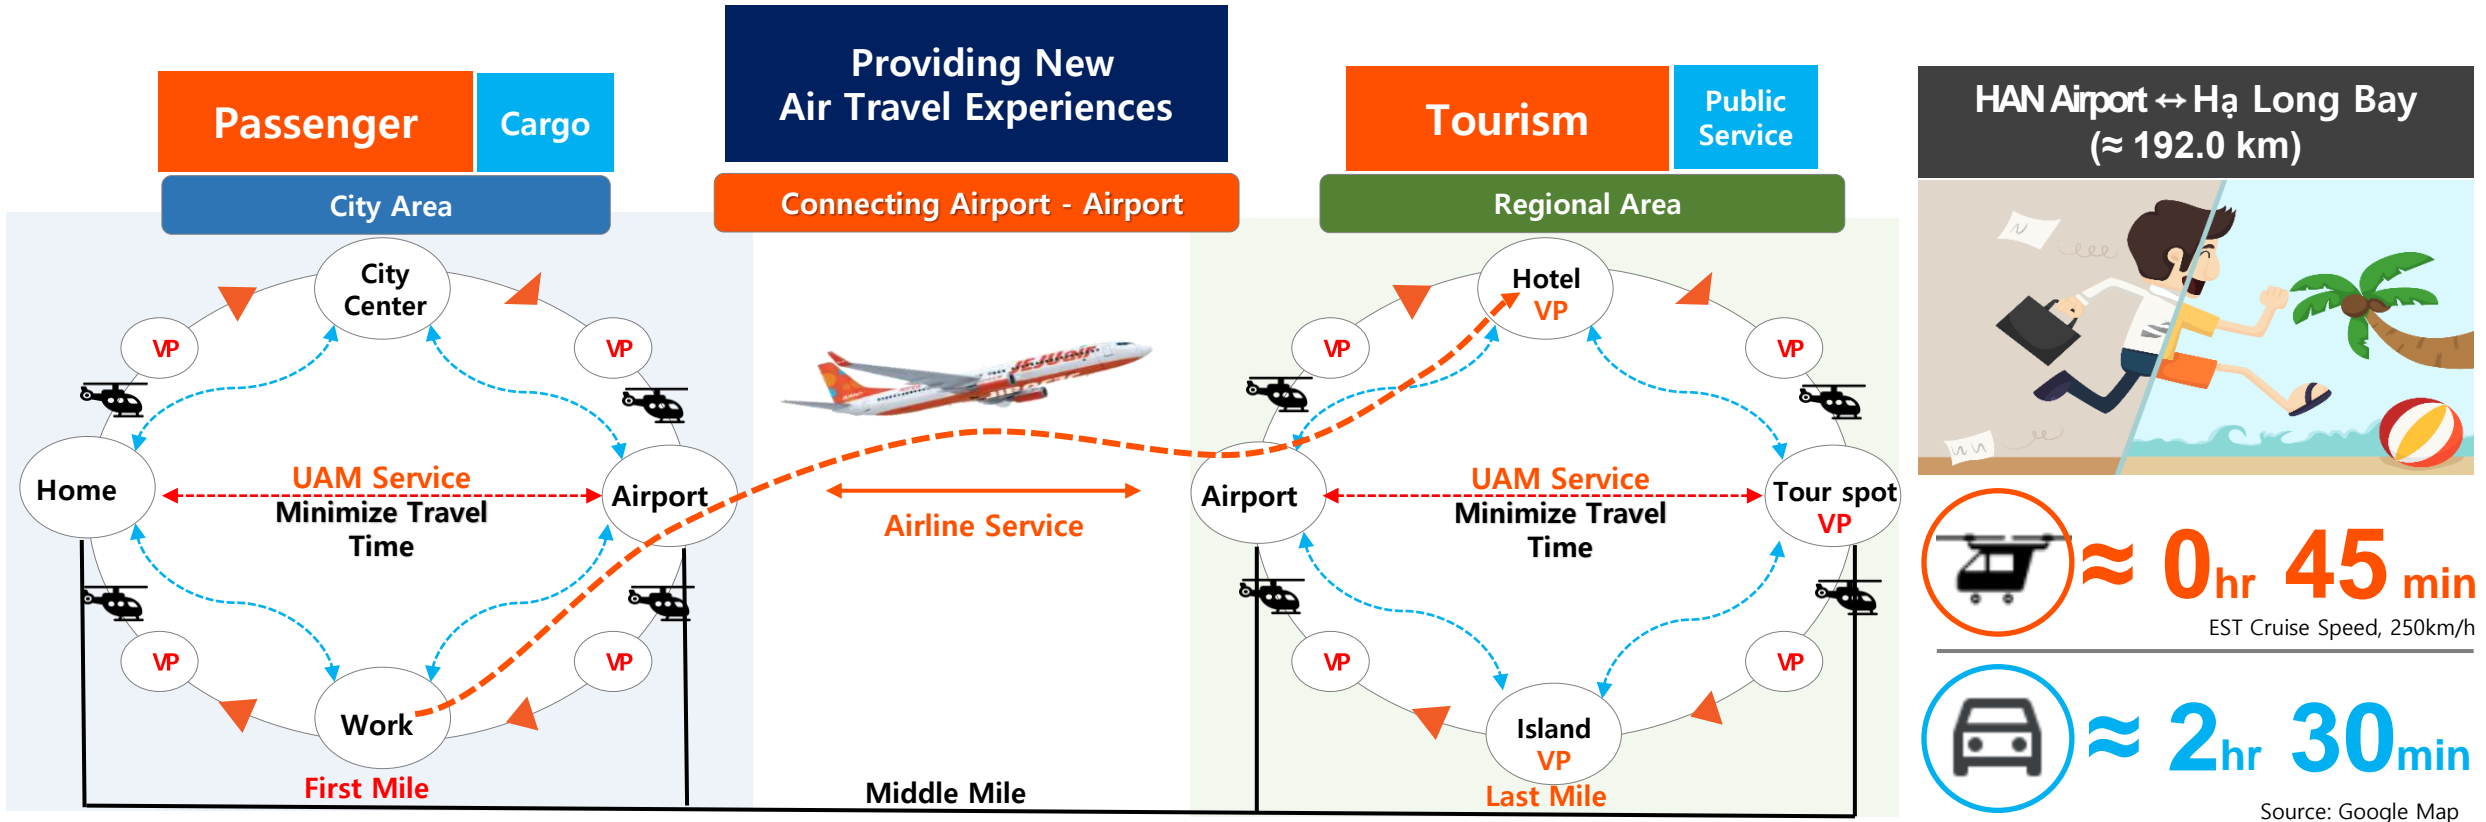 Providing New
Air Travel Experiences
Passenger
Cargo
Tourism
Public
Service
HAN Airport ↔ Hạ Long Bay
(≈ 192.0 km)
City Area
Connecting Airport - Airport
Regional Area
City
Center
VP
VP
Home
UAM Service
Minimize Travel
Time
Airport
VP
VP
Work
First Mile
JEJUair
Airline Service
Middle Mile
Hotel
VP
VP
VP
Airport
UAM Service
Minimize Travel
Time
Tour spot
VP
VP
VP
Island
VP
Last Mile
≈ 0hr 45 min
EST Cruise Speed, 250km/h
≈ 2hr 30min
Source: Google Map